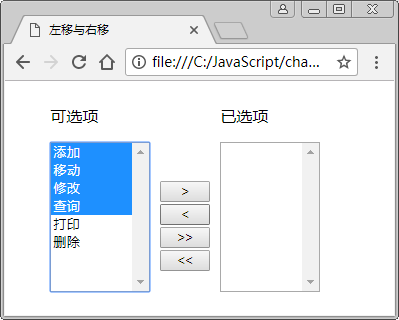 左移与右移
file:///C:/JavaScript/cha...
可选项 已选项
添加
移动
修改
查询
打印
删除
>
<
>>
<<